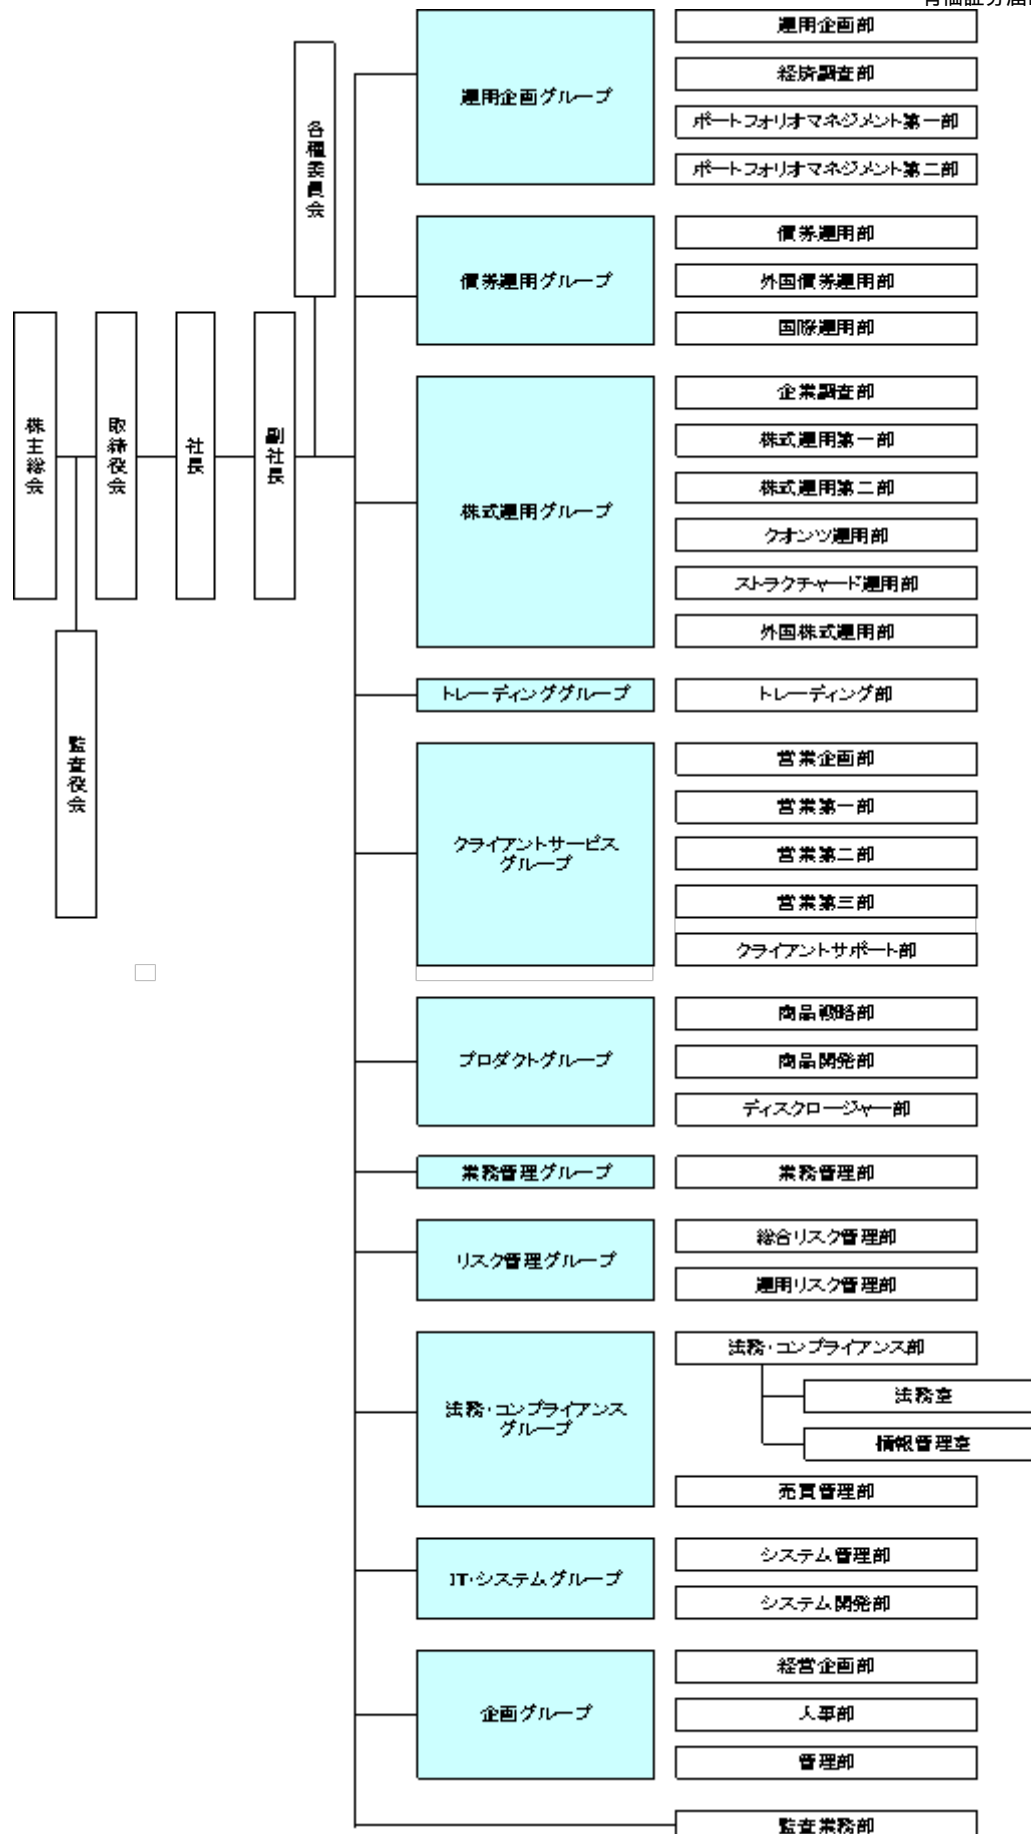 株主総会
監査役会
取締役会
社長
副社長
各種委員会
運用企画グループ
運用企画部
経済調査部
ポートフォリオマネジメント第一部
ポートフォリオマネジメント第二部
債券運用グループ
債券運用部
外国債券運用部
国際運用部
株式運用グループ
企業調査部
株式運用第一部
株式運用第二部
クオンツ運用部
ストラクチャード運用部
外国株式運用部
トレーディンググループ
トレーディング部
クライアントサービス
グループ
営業企画部
営業第一部
営業第二部
営業第三部
クライアントサポート部
プロダクトグループ
商品戦略部
商品開発部
ディスクロージャー部
業務管理グループ
業務管理部
リスク管理グループ
総合リスク管理部
運用リスク管理部
法務・コンプライアンス
グループ
法務・コンプライアンス部
法務室
情報管理室
売買管理部
IT・システムグループ
システム管理部
システム開発部
企画グループ
経営企画部
人事部
管理部
監査業務部